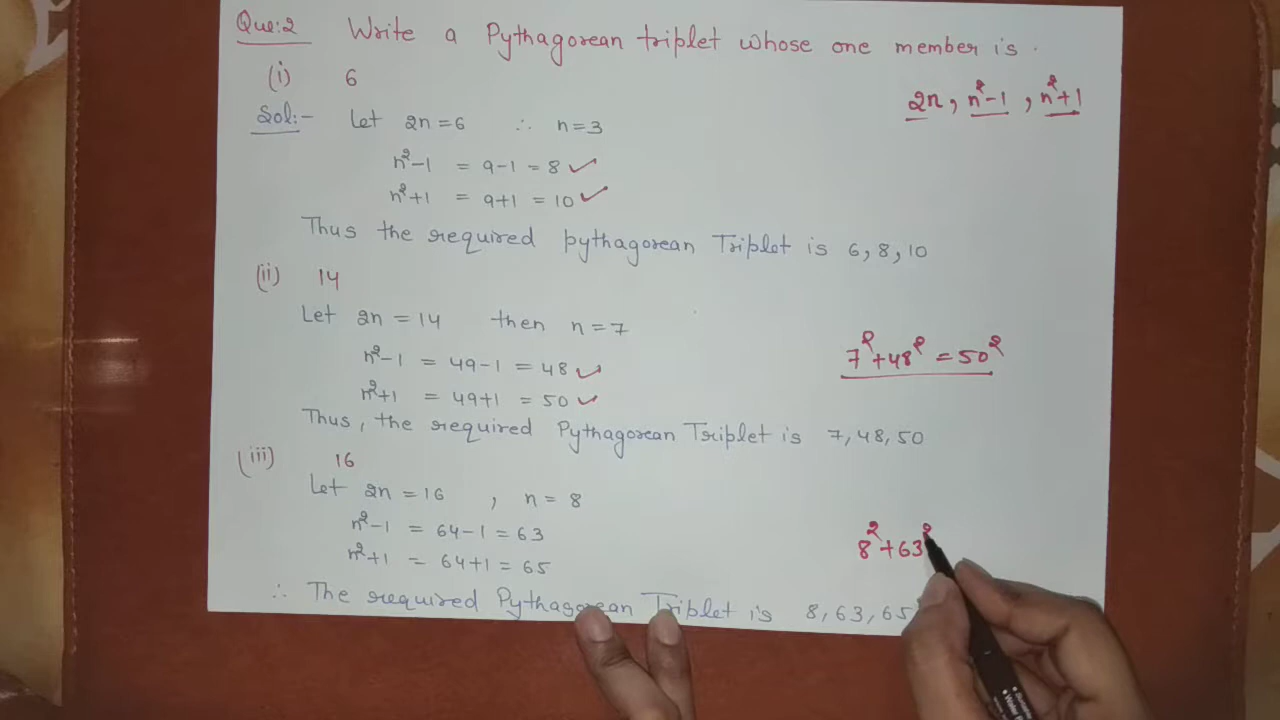 Que:2 Write a Pythagorean triplet whose one member is.
(i) 6
2n, n²-1, n²+1
Sol:- Let 2n=6 ∴ n=3
n²-1 = 9-1 = 8 ✓
n²+1 = 9+1 = 10 ✓
Thus the required pythagorean Triplet is 6, 8, 10
(ii) 14
Let 2n = 14 then n = 7
n²-1 = 49-1 = 48 ✓
n²+1 = 49+1 = 50 ✓
7²+48² = 50²
Thus, the required Pythagorean Triplet is 7, 48, 50
(iii) 16
Let 2n = 16 , n = 8
n²-1 = 64-1 = 63
n²+1 = 64+1 = 65
8²+63²
∴ The required Pythagorean Triplet is 8, 63, 65